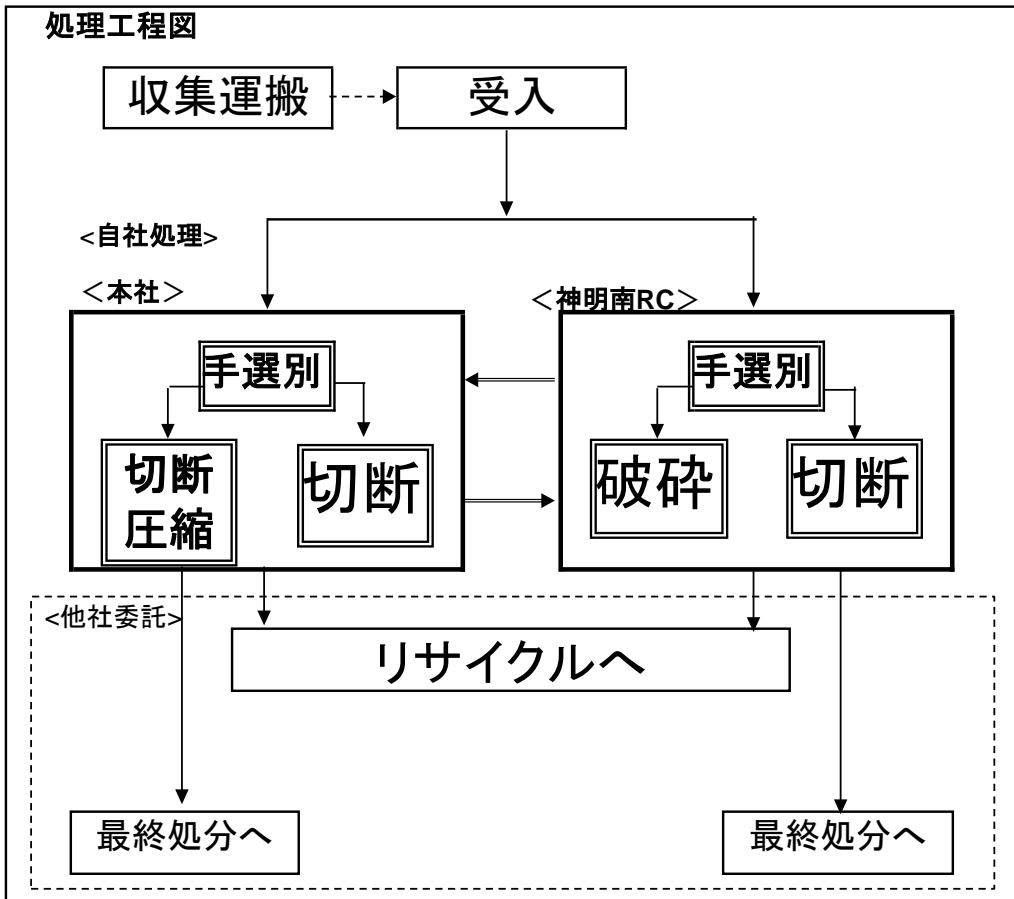 処理工程図
収集運搬
受入
<自社処理>
＜本社＞
＜神明南RC＞
手選別
手選別
切断
圧縮
切断
破砕
切断
<他社委託>
リサイクルへ
最終処分へ
最終処分へ